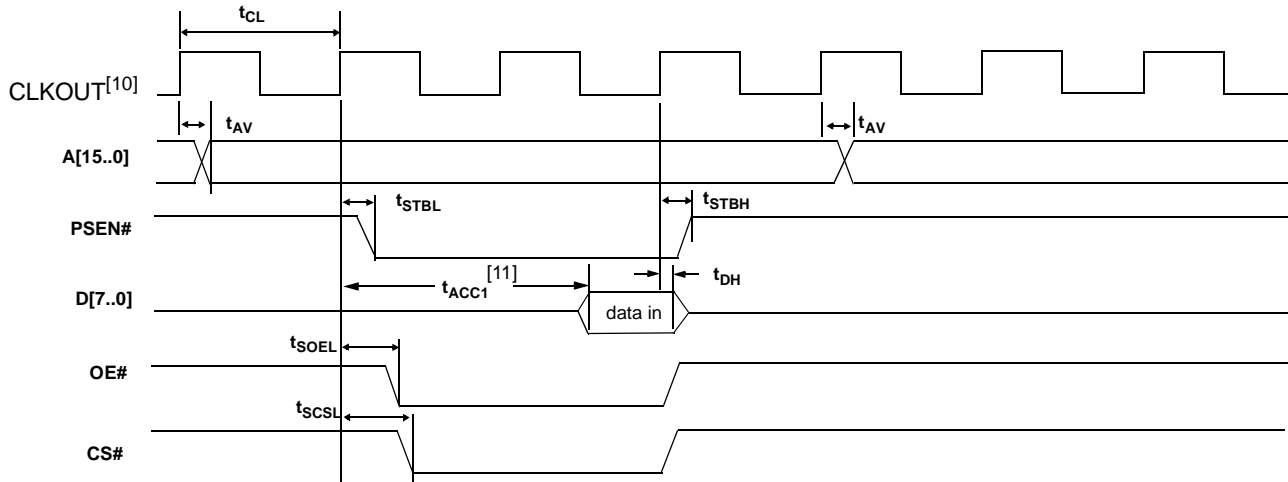 tCL
CLKOUT[10]
tAV
tAV
A[15..0]
tSTBL
tSTBH
PSEN#
[11]
tACC1
tDH
D[7..0]
data in
tSOEL
OE#
tSCSL
CS#